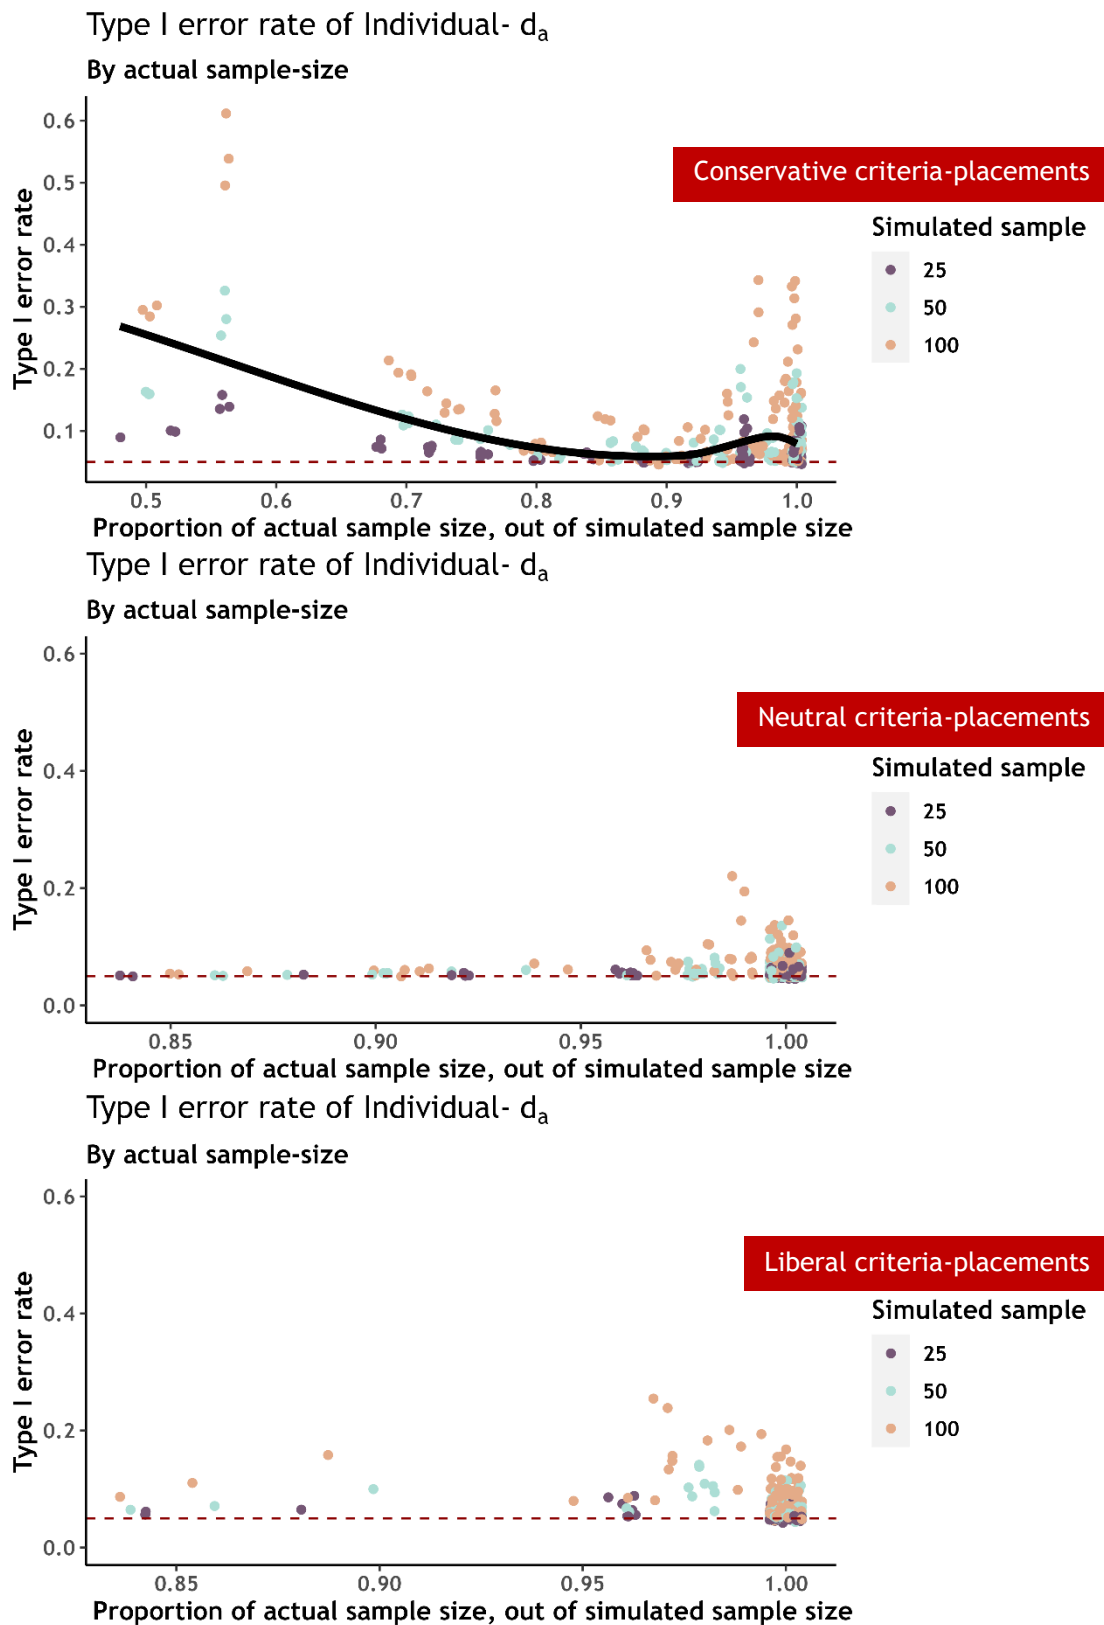 Type I error rate of Individual- da
By actual sample-size
0.6
0.5
0.4
0.3
0.2
0.1
Type I error rate
0.5 0.6 0.7 0.8 0.9 1.0
Proportion of actual sample size, out of simulated sample size
Conservative criteria-placements
Simulated sample
25
50
100
Type I error rate of Individual- da
By actual sample-size
0.6
0.4
0.2
0.0
Type I error rate
0.85 0.90 0.95 1.00
Proportion of actual sample size, out of simulated sample size
Neutral criteria-placements
Simulated sample
25
50
100
Type I error rate of Individual- da
By actual sample-size
0.6
0.4
0.2
0.0
Type I error rate
0.85 0.90 0.95 1.00
Proportion of actual sample size, out of simulated sample size
Liberal criteria-placements
Simulated sample
25
50
100